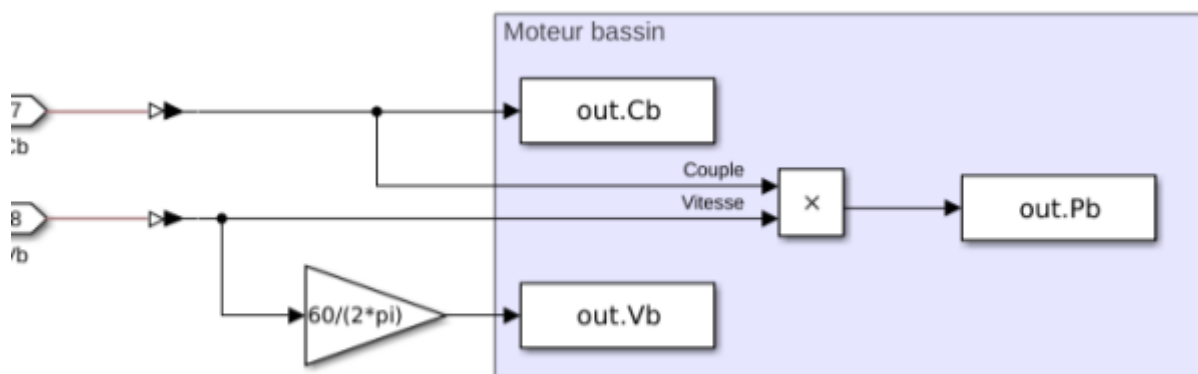 Moteur bassin
7
out.Cb
Couple
×
out.Pb
8
Vitesse
60/(2*pi)
out.Vb